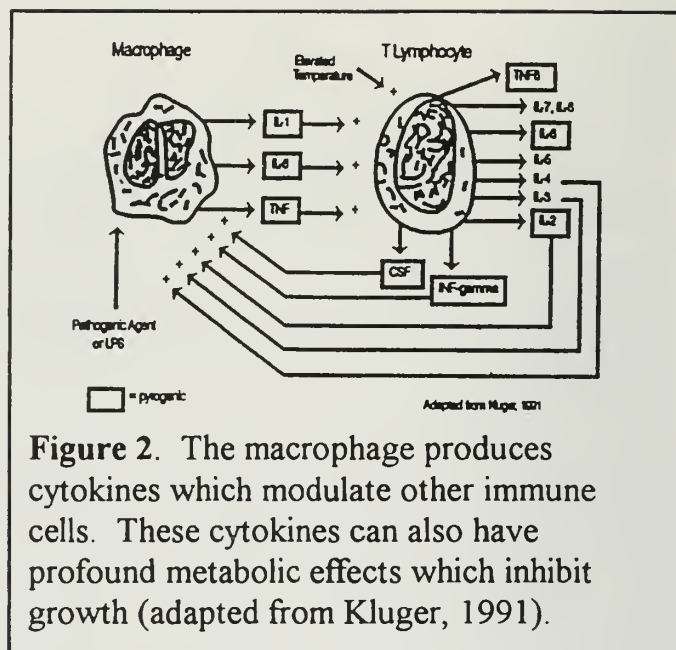 Macrophage
T Lymphocyte
Elevated
Temperature
+
IL-1
+
IL-6
+
TNF
+
IL-7, IL-8
IL-6
IL-5
IL-4
IL-3
IL-2
CSF
INF-gamma
+
+
+
+
+
Pathogenic Agent
or LPS
= pyrogenic
Adapted from Kluger, 1991
Figure 2. The macrophage produces
cytokines which modulate other immune
cells. These cytokines can also have
profound metabolic effects which inhibit
growth (adapted from Kluger, 1991).